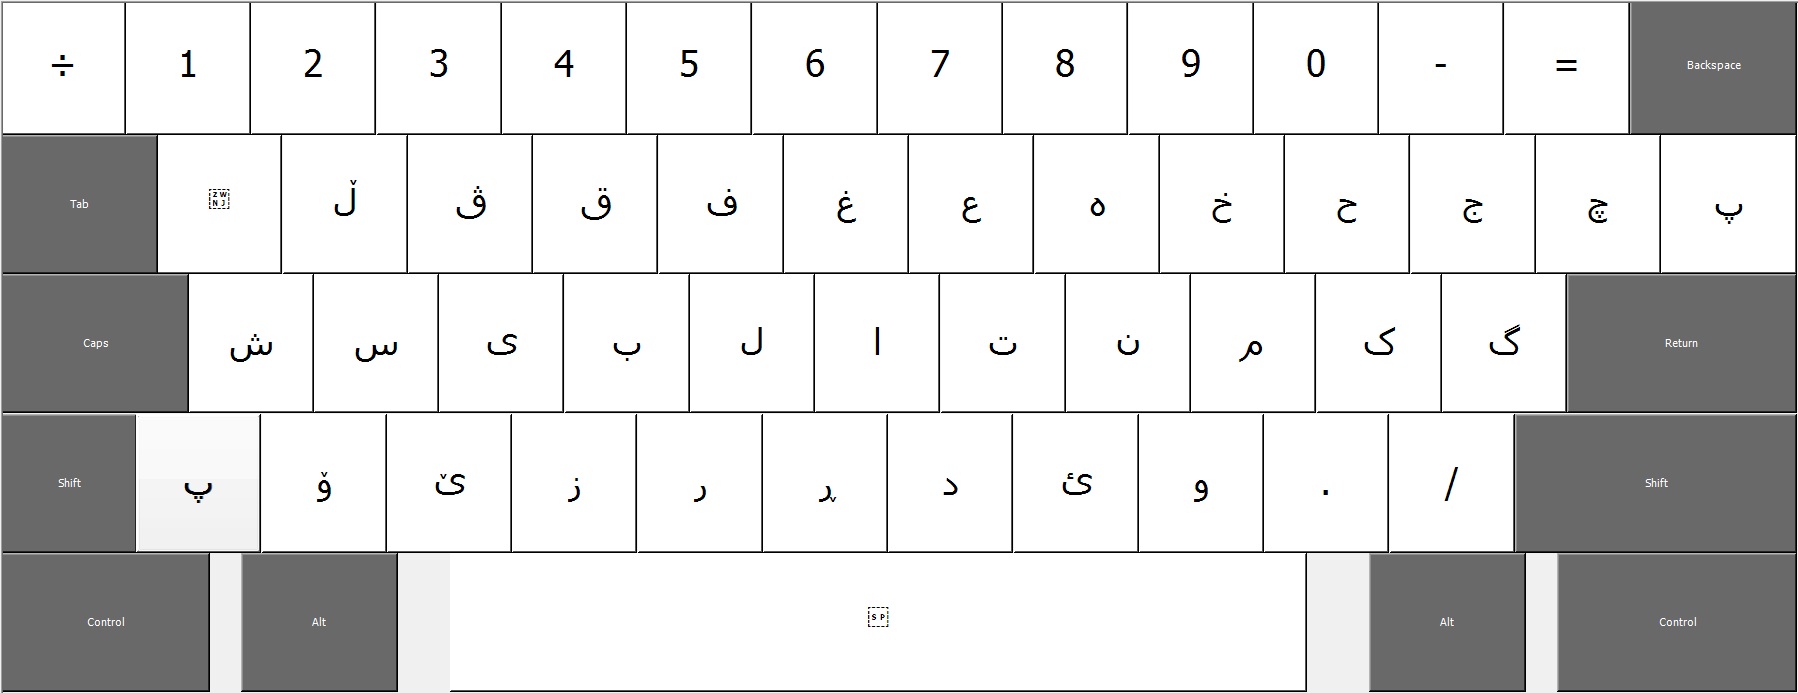 ÷ 1 2 3 4 5 6 7 8 9 0 - = Backspace
Tab ZWNJ ڵ ڤ ق ف غ ع ه خ ح ج چ پ
Caps ش س ی ب ل ا ت ن م ک گ Return
Shift پ ۆ ێ ز ر ڕ د ئ و . / Shift
Control Alt SP Alt Control